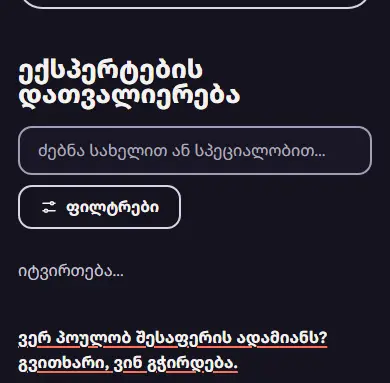 ექსპერტების
დათვალიერება
ძებნა სახელით ან სპეციალობით...
ფილტრები
იტვირთება...
ვერ პოულობ შესაფერის ადამიანს?
გვითხარი, ვინ გჭირდება.